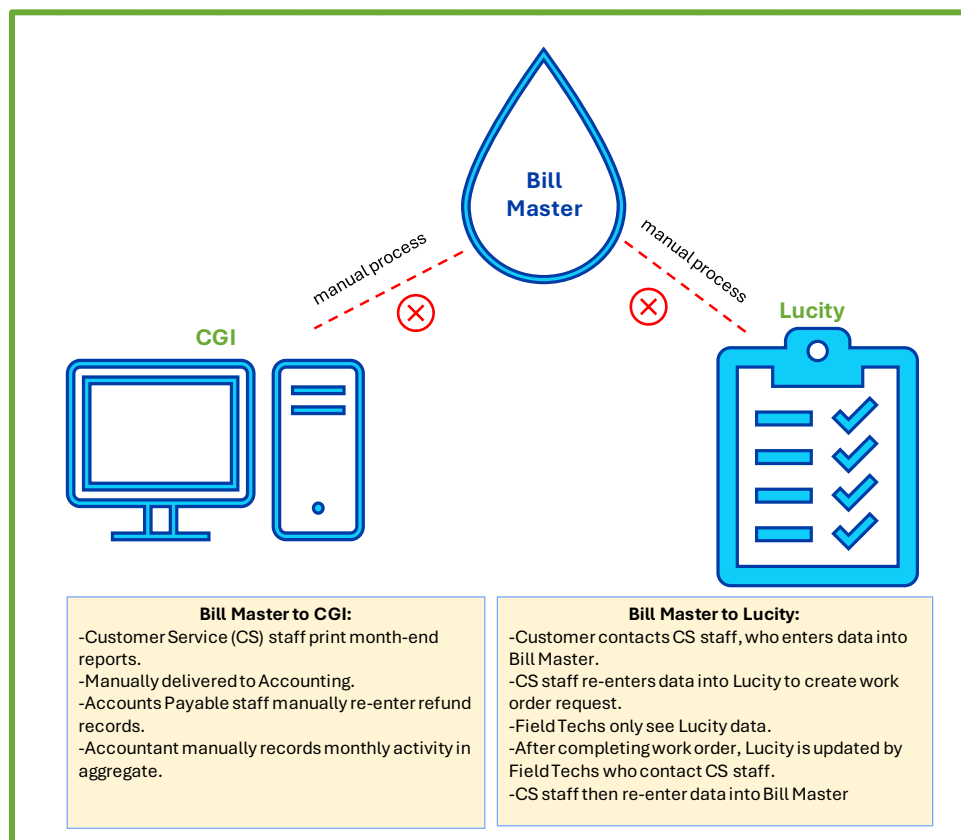 Bill
Master
manual process
manual process
CGI
Lucity
Bill Master to CGI:
-Customer Service (CS) staff print month-end
reports.
-Manually delivered to Accounting.
-Accounts Payable staff manually re-enter refund
records.
-Accountant manually records monthly activity in
aggregate.
Bill Master to Lucity:
-Customer contacts CS staff, who enters data into
Bill Master.
-CS staff re-enters data into Lucity to create work
order request.
-Field Techs only see Lucity data.
-After completing work order, Lucity is updated by
Field Techs who contact CS staff.
-CS staff then re-enter data into Bill Master